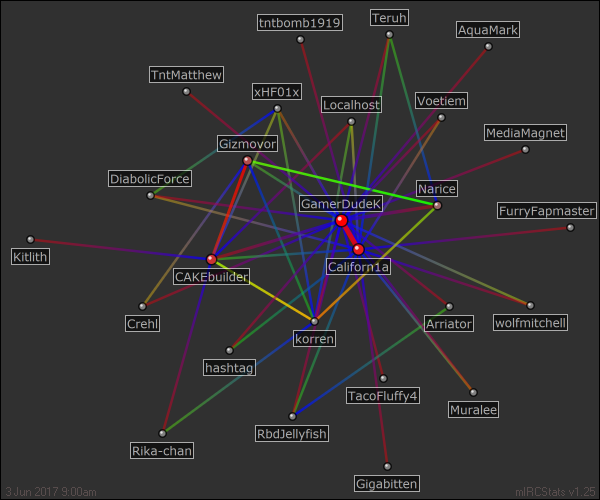 tntbomb1919
Teruh
AquaMark
TntMatthew
xHF01x
Localhost
Voetiem
Gizmovor
MediaMagnet
DiabolicForce
Narice
GamerDudeK
FurryFapmaster
Kitlith
CAKEbuilder
Californ1a
Crehl
korren
Arriator
wolfmitchell
hashtag
TacoFluffy4
Muralee
RbdJellyfish
Rika-chan
Gigabitten
3 Jun 2017 9:00am
mIRCStats v1.25